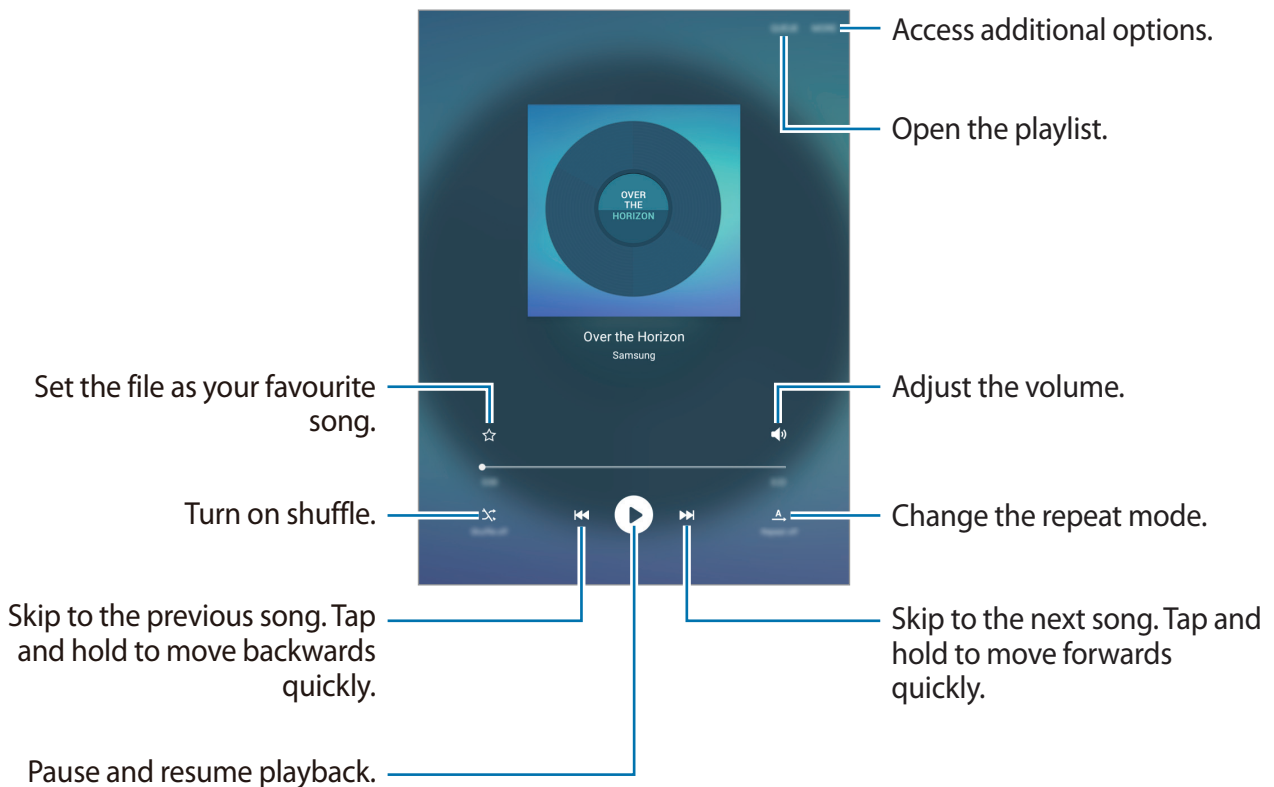 Access additional options.
Open the playlist.
OVER
THE
HORIZON
Over the Horizon
Samsung
Set the file as your favourite
song.
Adjust the volume.
Turn on shuffle.
Change the repeat mode.
Skip to the previous song. Tap
and hold to move backwards
quickly.
Skip to the next song. Tap and
hold to move forwards
quickly.
Pause and resume playback.